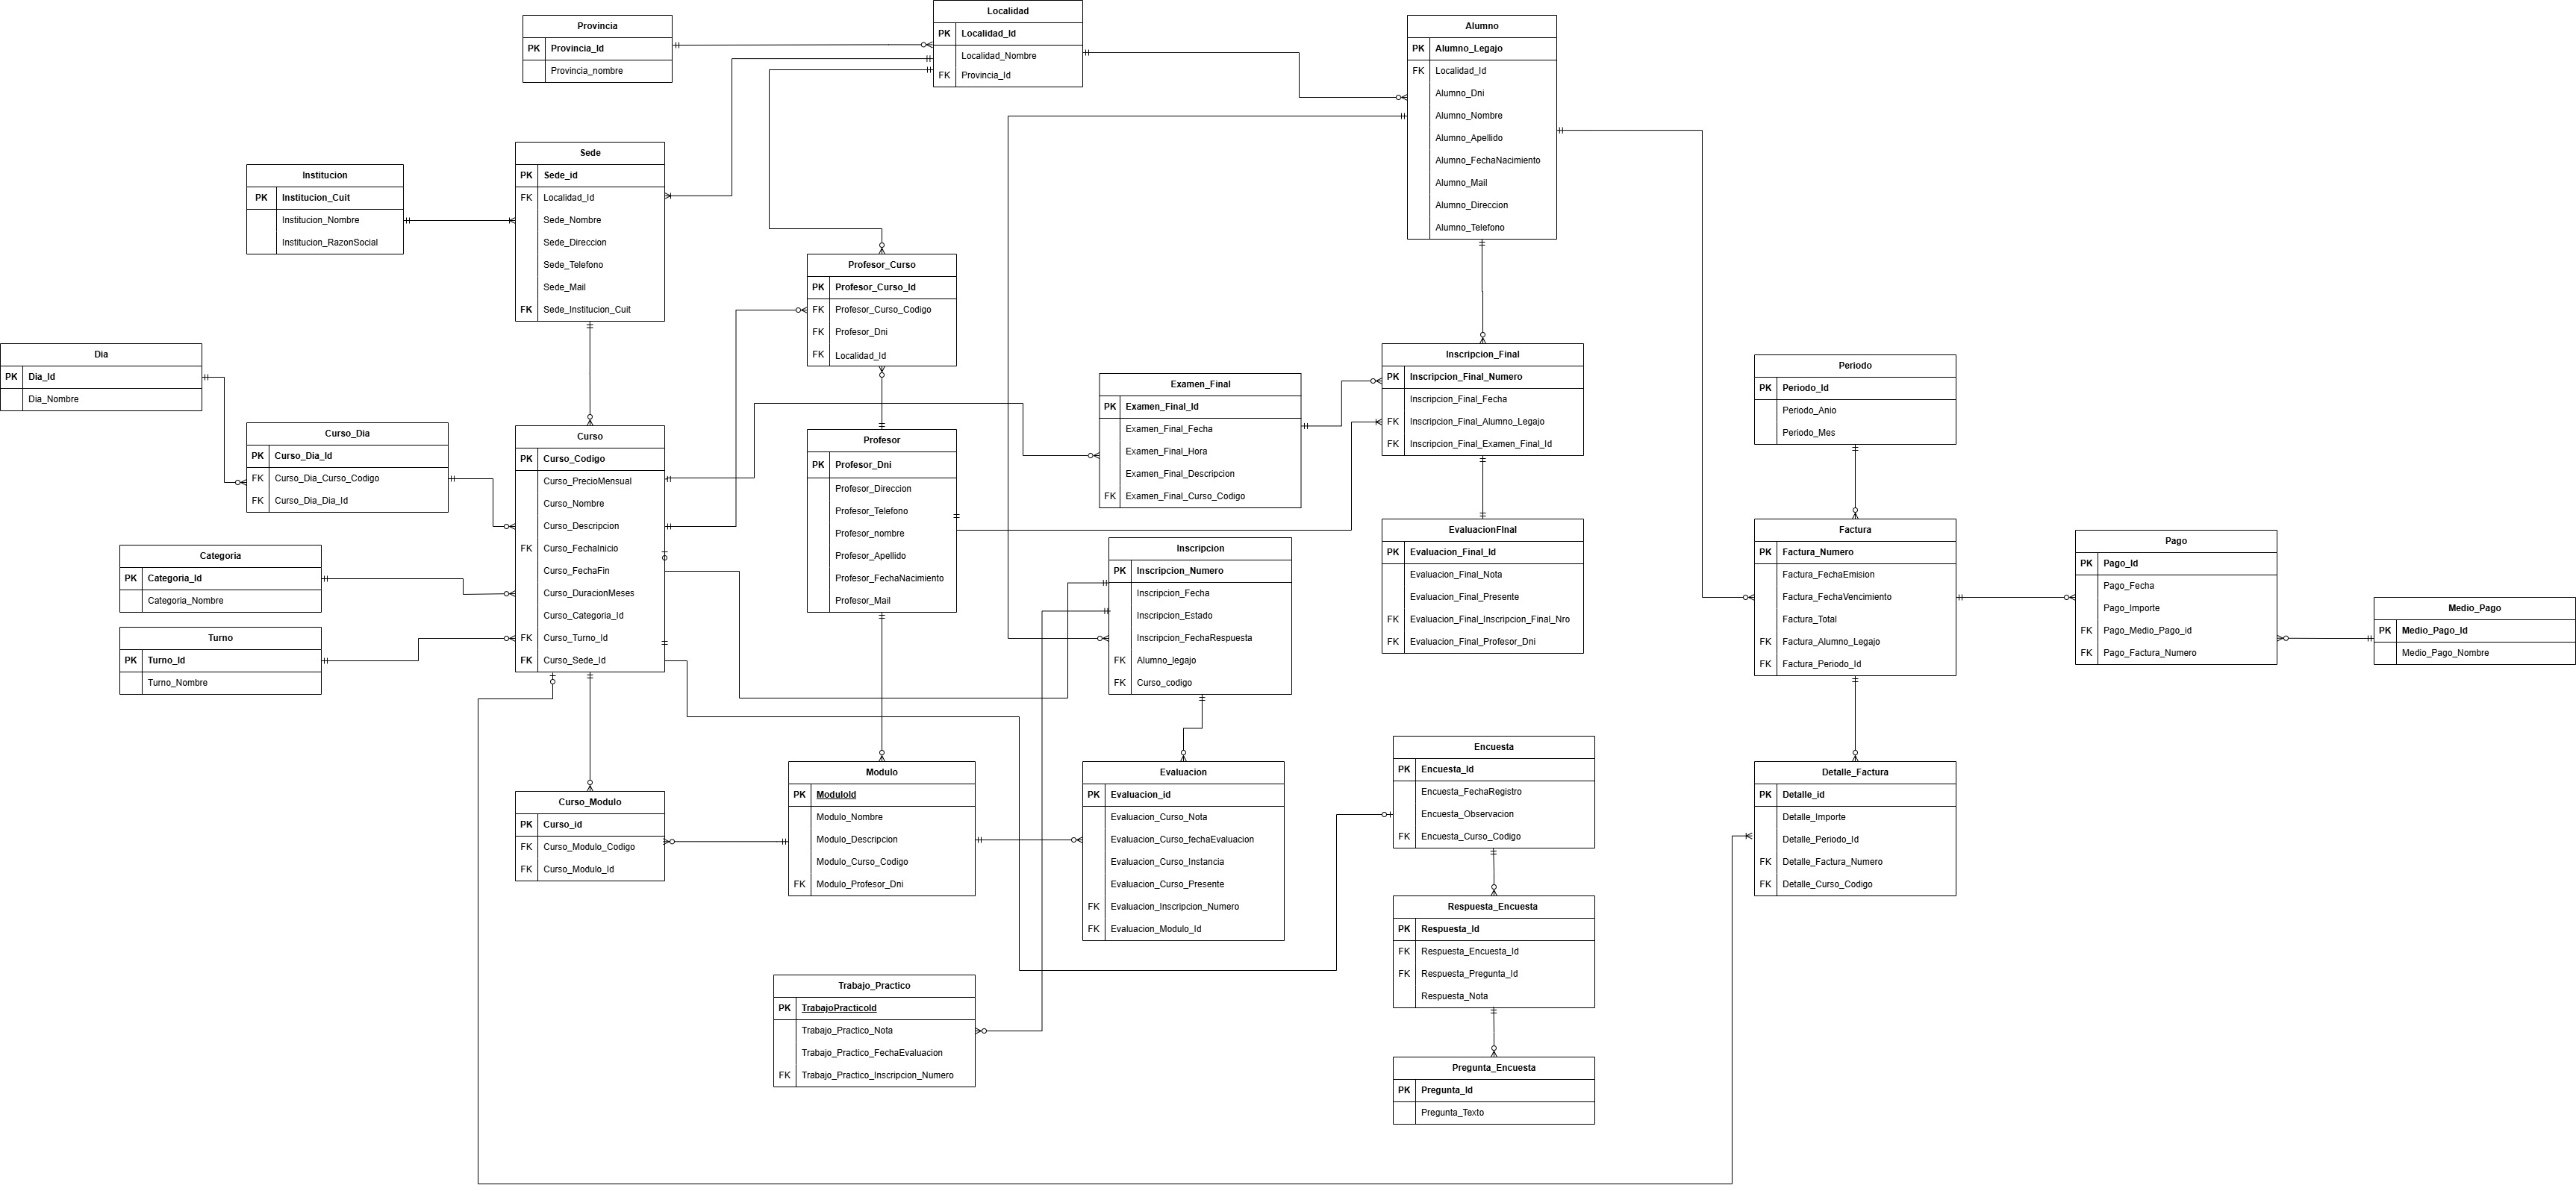 Provincia
PK Provincia_Id
Provincia_nombre
Localidad
PK Localidad_Id
Localidad_Nombre
FK Provincia_Id
Alumno
PK Alumno_Legajo
FK Localidad_Id
Alumno_Dni
Alumno_Nombre
Alumno_Apellido
Alumno_FechaNacimiento
Alumno_Mail
Alumno_Direccion
Alumno_Telefono
Institucion
PK Institucion_Cuit
Institucion_Nombre
Institucion_RazonSocial
Sede
PK Sede_id
FK Localidad_Id
Sede_Nombre
Sede_Direccion
Sede_Telefono
Sede_Mail
FK Sede_Institucion_Cuit
Profesor_Curso
PK Profesor_Curso_Id
FK Profesor_Curso_Codigo
FK Profesor_Dni
FK Localidad_Id
Dia
PK Dia_Id
Dia_Nombre
Curso_Dia
PK Curso_Dia_Id
FK Curso_Dia_Curso_Codigo
FK Curso_Dia_Dia_Id
Categoria
PK Categoria_Id
Categoria_Nombre
Turno
PK Turno_Id
Turno_Nombre
Curso
PK Curso_Codigo
Curso_PrecioMensual
Curso_Nombre
Curso_Descripcion
FK Curso_FechaInicio
Curso_FechaFin
Curso_DuracionMeses
Curso_Categoria_Id
FK Curso_Turno_Id
FK Curso_Sede_Id
Profesor
PK Profesor_Dni
Profesor_Direccion
Profesor_Telefono
Profesor_nombre
Profesor_Apellido
Profesor_FechaNacimiento
Profesor_Mail
Examen_Final
PK Examen_Final_Id
Examen_Final_Fecha
Examen_Final_Hora
Examen_Final_Descripcion
FK Examen_Final_Curso_Codigo
Inscripcion_Final
PK Inscripcion_Final_Numero
Inscripcion_Final_Fecha
FK Inscripcion_Final_Alumno_Legajo
FK Inscripcion_Final_Examen_Final_Id
EvaluacionFInal
PK Evaluacion_Final_Id
Evaluacion_Final_Nota
Evaluacion_Final_Presente
FK Evaluacion_Final_Inscripcion_Final_Nro
FK Evaluacion_Final_Profesor_Dni
Inscripcion
PK Inscripcion_Numero
Inscripcion_Fecha
Inscripcion_Estado
Inscripcion_FechaRespuesta
FK Alumno_legajo
FK Curso_codigo
Periodo
PK Periodo_Id
Periodo_Anio
Periodo_Mes
Factura
PK Factura_Numero
Factura_FechaEmision
Factura_FechaVencimiento
Factura_Total
FK Factura_Alumno_Legajo
FK Factura_Periodo_Id
Pago
PK Pago_Id
Pago_Fecha
Pago_Importe
FK Pago_Medio_Pago_id
FK Pago_Factura_Numero
Medio_Pago
PK Medio_Pago_Id
Medio_Pago_Nombre
Curso_Modulo
PK Curso_id
FK Curso_Modulo_Codigo
FK Curso_Modulo_Id
Modulo
PK ModuloId
Modulo_Nombre
Modulo_Descripcion
Modulo_Curso_Codigo
FK Modulo_Profesor_Dni
Evaluacion
PK Evaluacion_id
Evaluacion_Curso_Nota
Evaluacion_Curso_fechaEvaluacion
Evaluacion_Curso_Instancia
Evaluacion_Curso_Presente
FK Evaluacion_Inscripcion_Numero
FK Evaluacion_Modulo_Id
Encuesta
PK Encuesta_Id
Encuesta_FechaRegistro
Encuesta_Observacion
FK Encuesta_Curso_Codigo
Detalle_Factura
PK Detalle_id
Detalle_Importe
Detalle_Periodo_Id
FK Detalle_Factura_Numero
FK Detalle_Curso_Codigo
Respuesta_Encuesta
PK Respuesta_Id
FK Respuesta_Encuesta_Id
FK Respuesta_Pregunta_Id
Respuesta_Nota
Trabajo_Practico
PK TrabajoPracticoId
Trabajo_Practico_Nota
Trabajo_Practico_FechaEvaluacion
FK Trabajo_Practico_Inscripcion_Numero
Pregunta_Encuesta
PK Pregunta_Id
Pregunta_Texto